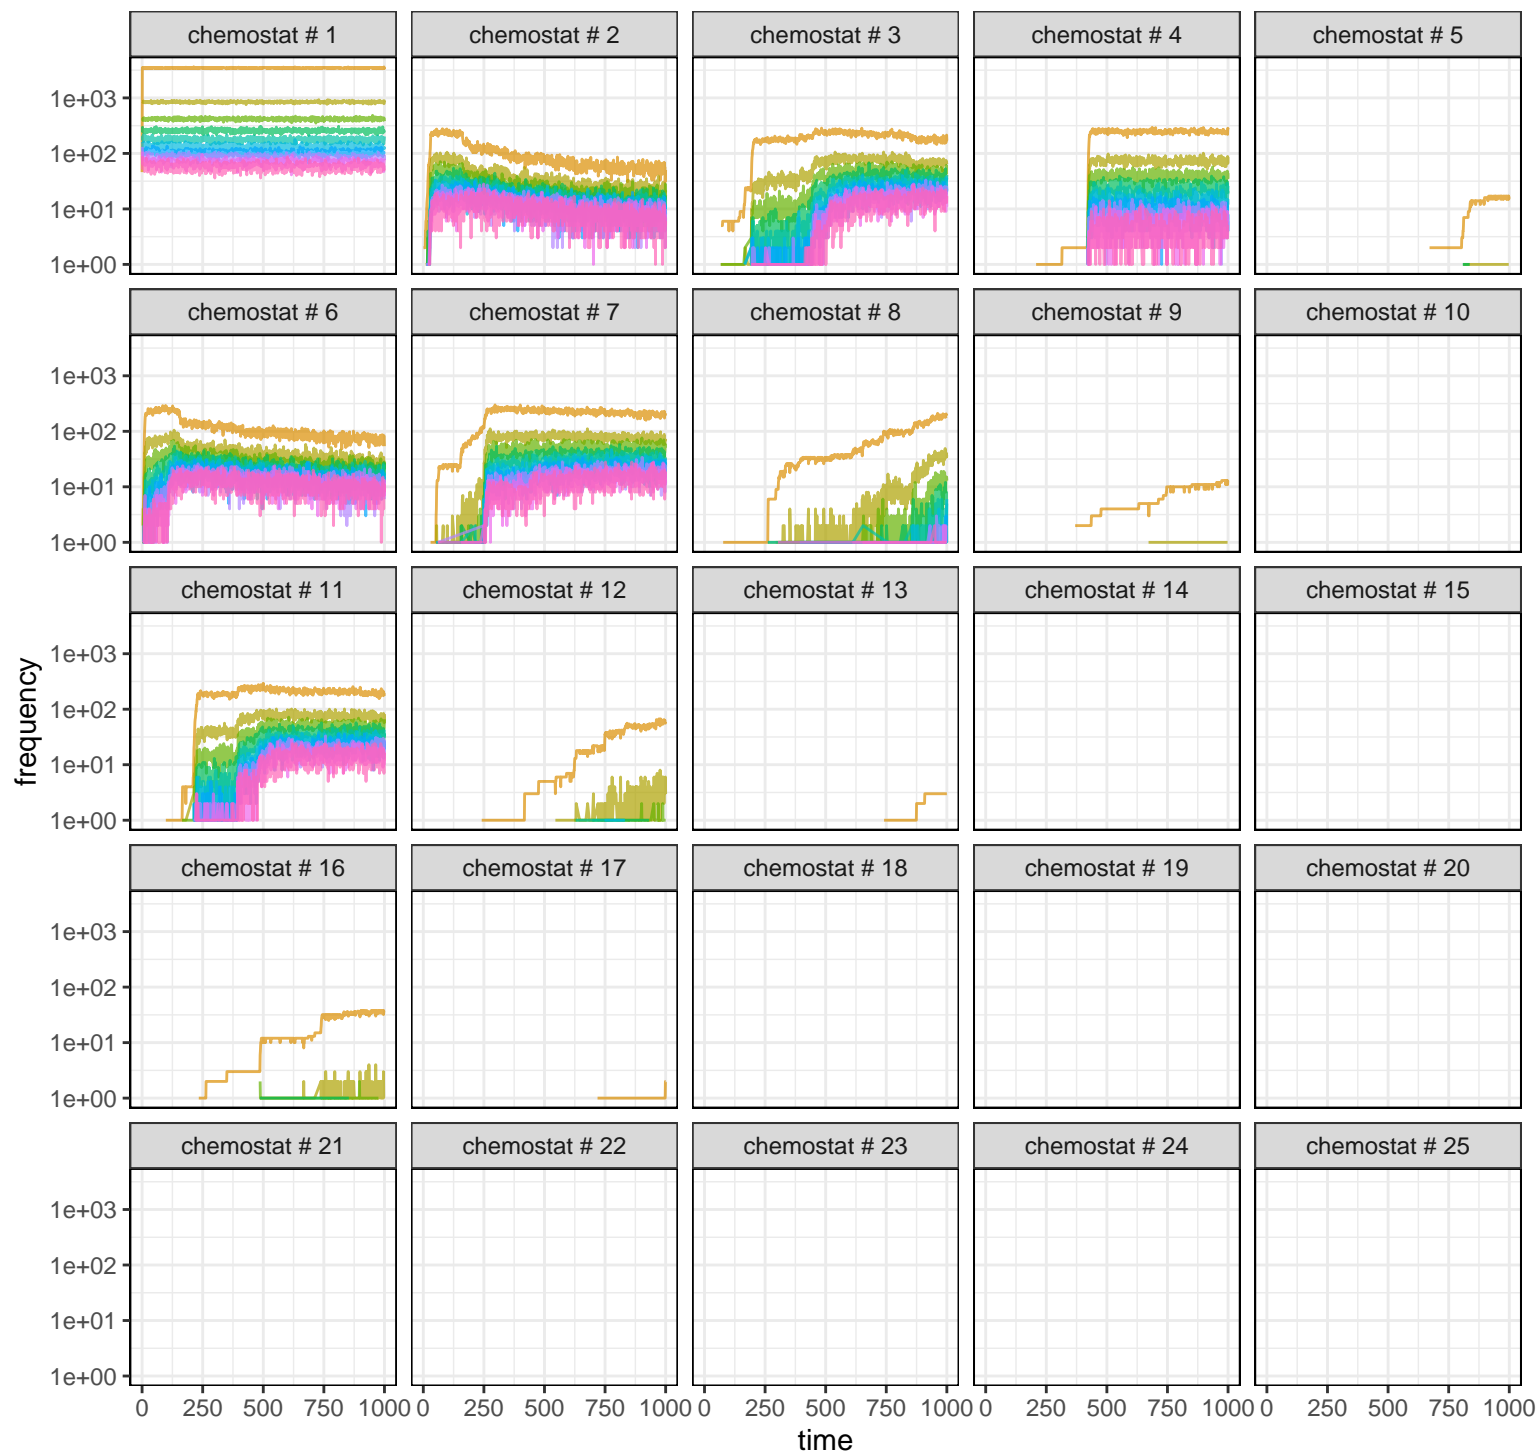 chemostat # 1 chemostat # 2 chemostat # 3 chemostat # 4 chemostat # 5
1e+03
1e+02
1e+01
1e+00
chemostat # 6 chemostat # 7 chemostat # 8 chemostat # 9 chemostat # 10
1e+03
1e+02
1e+01
1e+00
chemostat # 11 chemostat # 12 chemostat # 13 chemostat # 14 chemostat # 15
1e+03
1e+02
1e+01
1e+00
frequency
chemostat # 16 chemostat # 17 chemostat # 18 chemostat # 19 chemostat # 20
1e+03
1e+02
1e+01
1e+00
chemostat # 21 chemostat # 22 chemostat # 23 chemostat # 24 chemostat # 25
1e+03
1e+02
1e+01
1e+00
0 250 500 750 1000 0 250 500 750 1000 0 250 500 750 1000 0 250 500 750 1000 0 250 500 750 1000
time